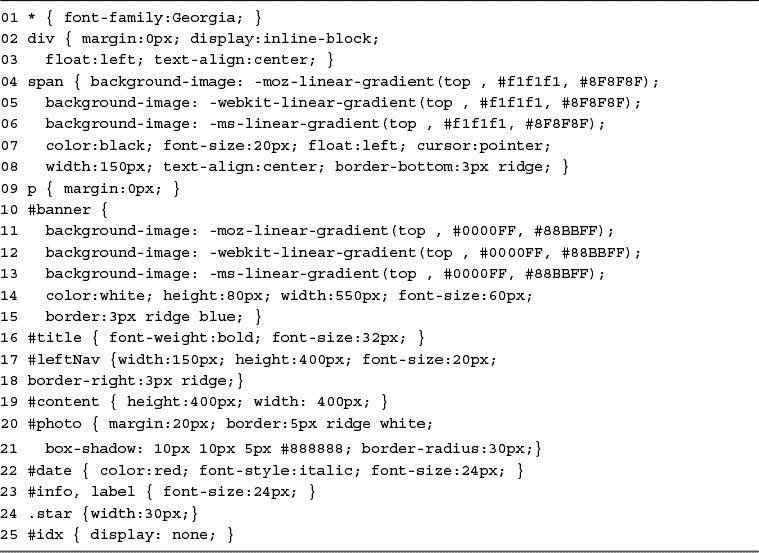 01 * { font-family:Georgia; }
02 div { margin:0px; display:inline-block;
03   float:left; text-align:center; }
04 span { background-image: -moz-linear-gradient(top , #f1f1f1, #8F8F8F);
05   background-image: -webkit-linear-gradient(top , #f1f1f1, #8F8F8F);
06   background-image: -ms-linear-gradient(top , #f1f1f1, #8F8F8F);
07   color:black; font-size:20px; float:left; cursor:pointer;
08   width:150px; text-align:center; border-bottom:3px ridge; }
09 p { margin:0px; }
10 #banner {
11   background-image: -moz-linear-gradient(top , #0000FF, #88BBFF);
12   background-image: -webkit-linear-gradient(top , #0000FF, #88BBFF);
13   background-image: -ms-linear-gradient(top , #0000FF, #88BBFF);
14   color:white; height:80px; width:550px; font-size:60px;
15   border:3px ridge blue; }
16 #title { font-weight:bold; font-size:32px; }
17 #leftNav {width:150px; height:400px; font-size:20px;
18 border-right:3px ridge;}
19 #content { height:400px; width: 400px; }
20 #photo { margin:20px; border:5px ridge white;
21   box-shadow: 10px 10px 5px #888888; border-radius:30px;}
22 #date { color:red; font-style:italic; font-size:24px; }
23 #info, label { font-size:24px; }
24 .star {width:30px;}
25 #idx { display: none; }